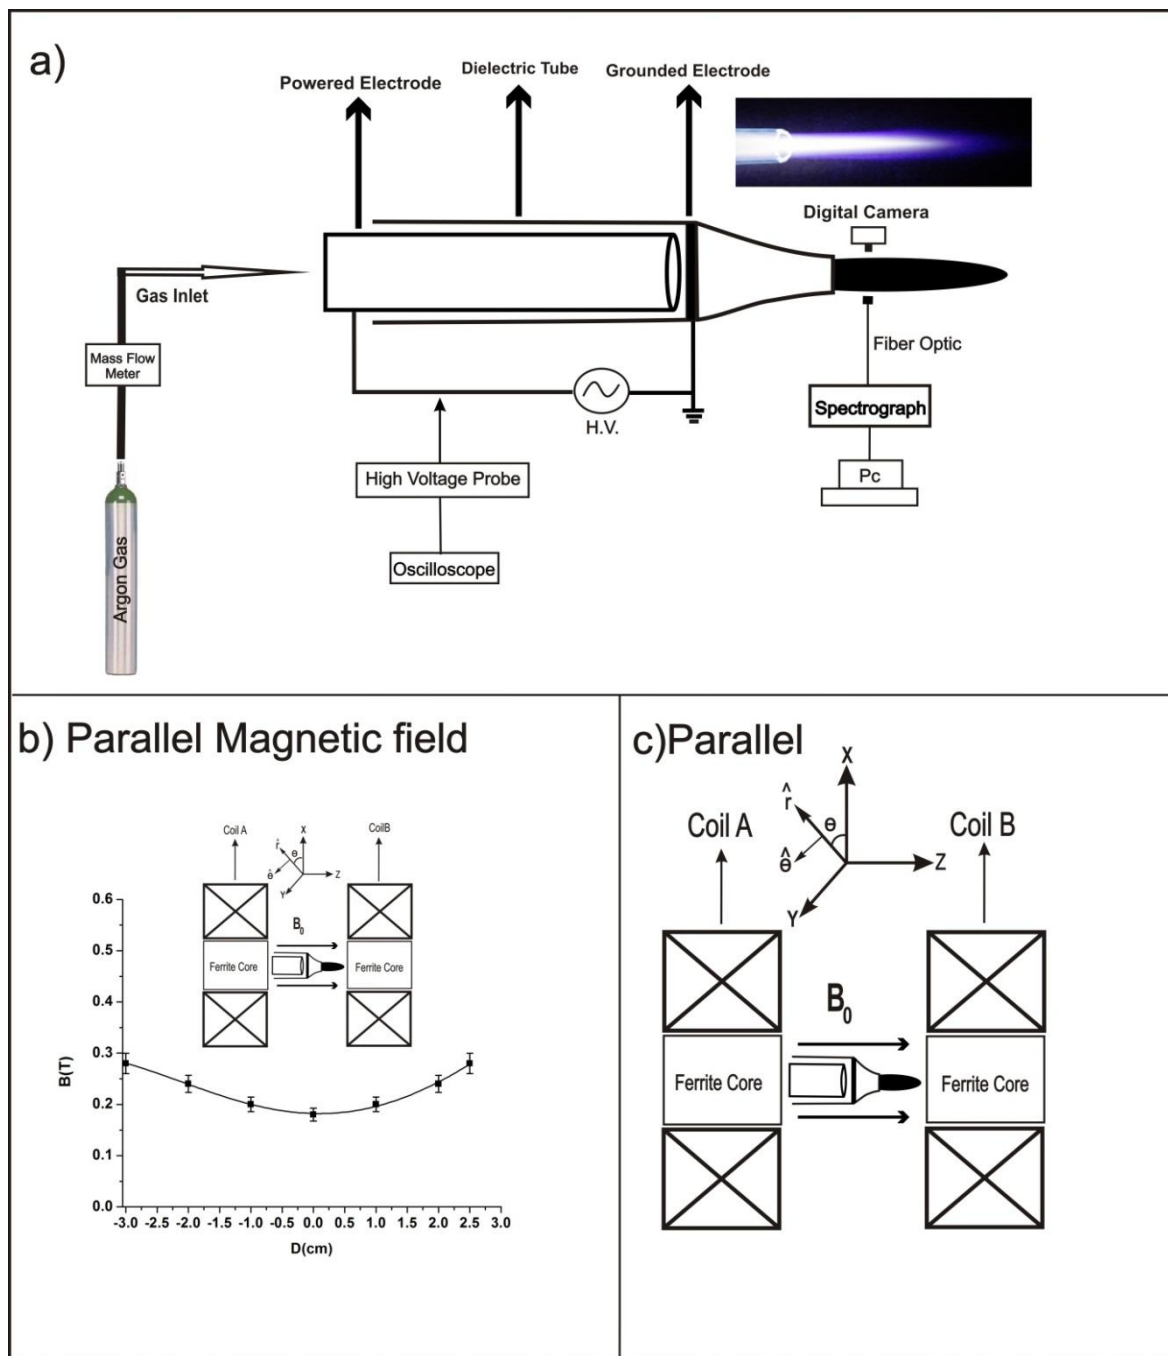 a)
Powered Electrode
Dielectric Tube
Grounded Electrode
Digital Camera
Gas Inlet
Mass Flow
Meter
Fiber Optic
Spectrograph
Pc
H.V.
High Voltage Probe
Oscilloscope
Argon Gas
b) Parallel Magnetic field
Coil A
CoilB
X
r̂
θ
θ̂
Z
Y
B0
Ferrite Core
Ferrite Core
B(T)
0.6
0.5
0.4
0.3
0.2
0.1
0.0
-3.0 -2.5 -2.0 -1.5 -1.0 -0.5 0.0 0.5 1.0 1.5 2.0 2.5 3.0
D(cm)
c)Parallel
X
r̂
θ
Coil A
Coil B
θ̂
Z
Y
B0
Ferrite Core
Ferrite Core